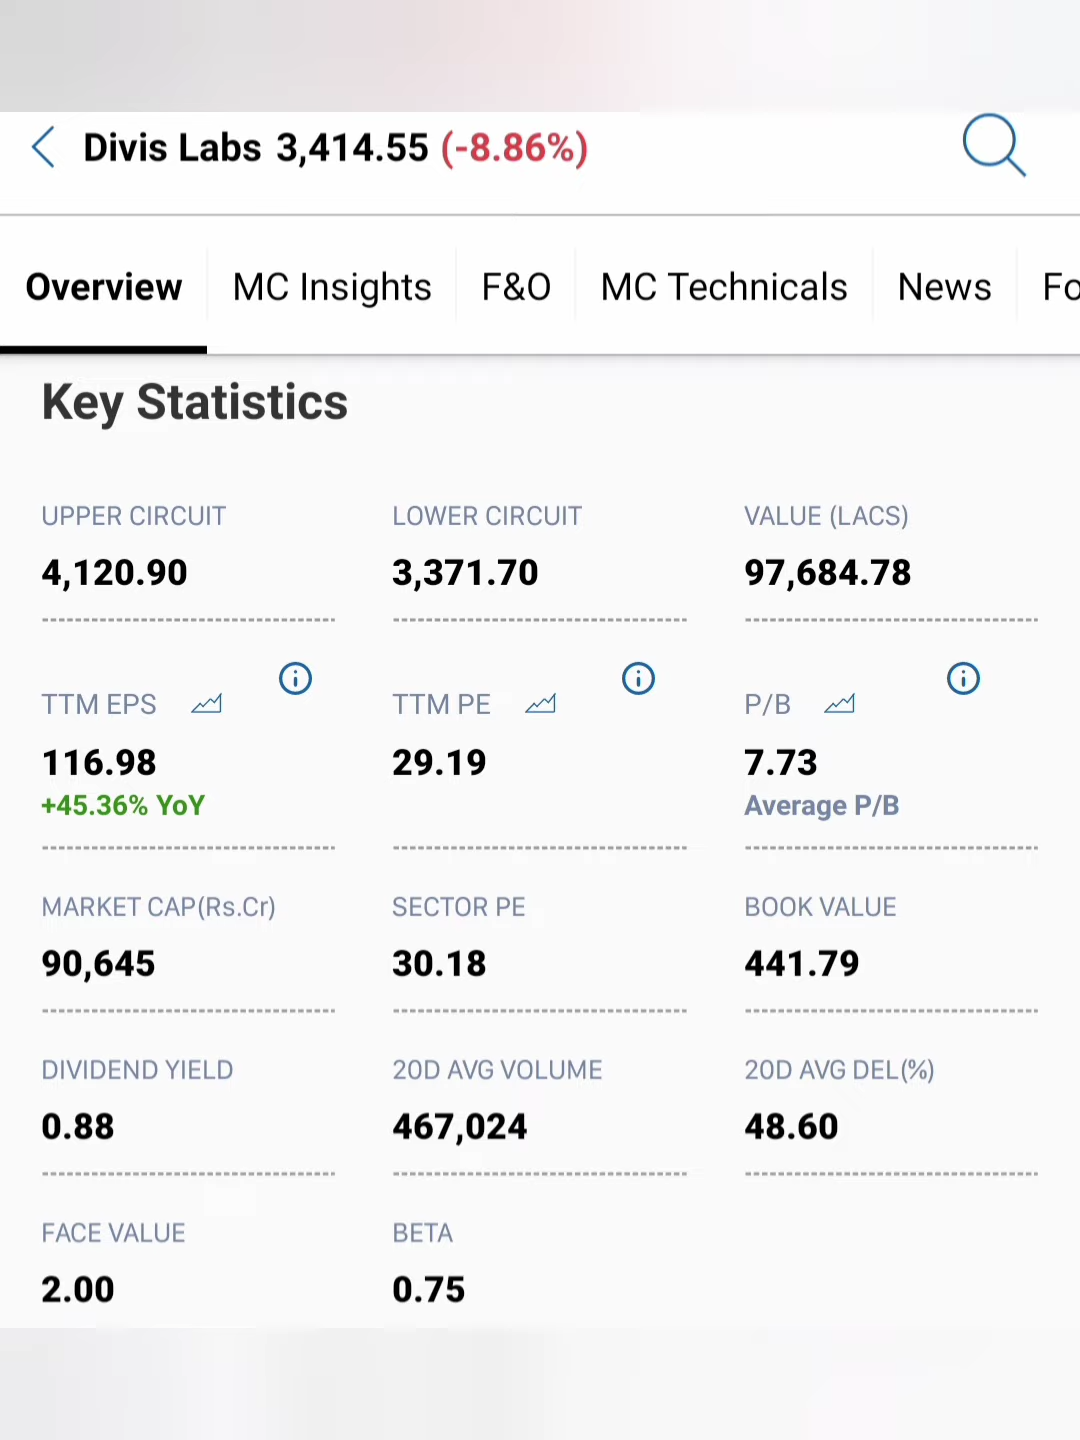 Divis Labs 3,414.55 (-8.86%)
Overview MC Insights F&O MC Technicals News Fo
Key Statistics
UPPER CIRCUIT LOWER CIRCUIT VALUE (LACS)
4,120.90 3,371.70 97,684.78
TTM EPS TTM PE P/B
116.98 29.19 7.73
+45.36% YoY Average P/B
MARKET CAP(Rs.Cr) SECTOR PE BOOK VALUE
90,645 30.18 441.79
DIVIDEND YIELD 20D AVG VOLUME 20D AVG DEL(%)
0.88 467,024 48.60
FACE VALUE BETA
2.00 0.75